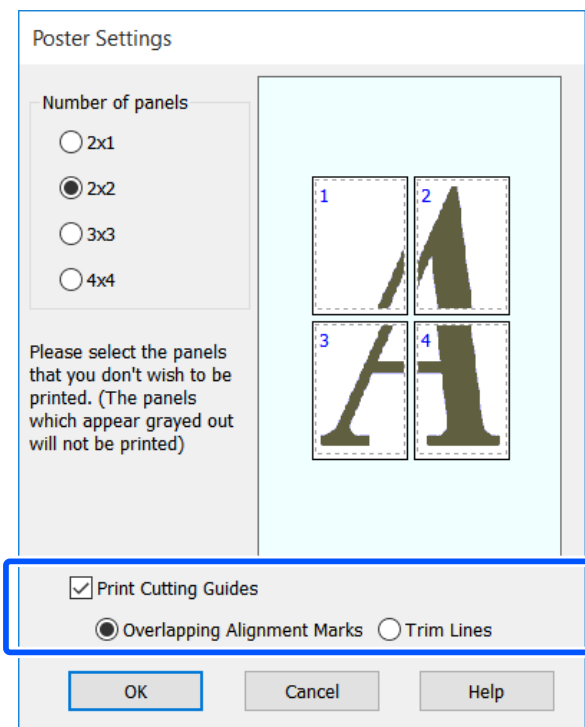 Poster Settings
Number of panels
2x1
2x2
3x3
4x4
1
2
3
4
Please select the panels
that you don't wish to be
printed. (The panels
which appear grayed out
will not be printed)
Print Cutting Guides
Overlapping Alignment Marks Trim Lines
OK Cancel Help